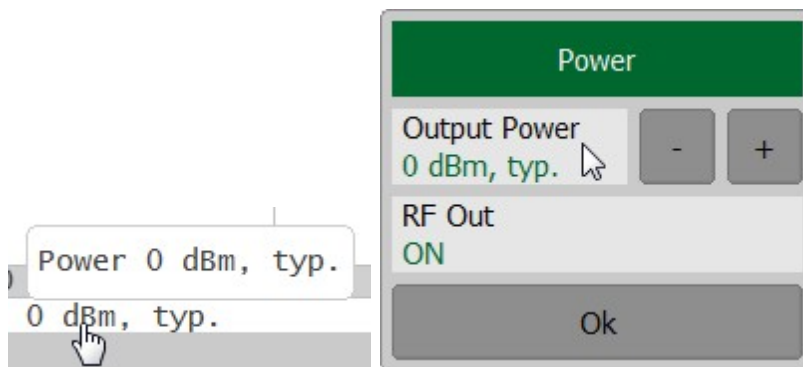 Power 0 dBm, typ.
0 dBm, typ.
Power
Output Power
0 dBm, typ.
-
+
RF Out
ON
Ok